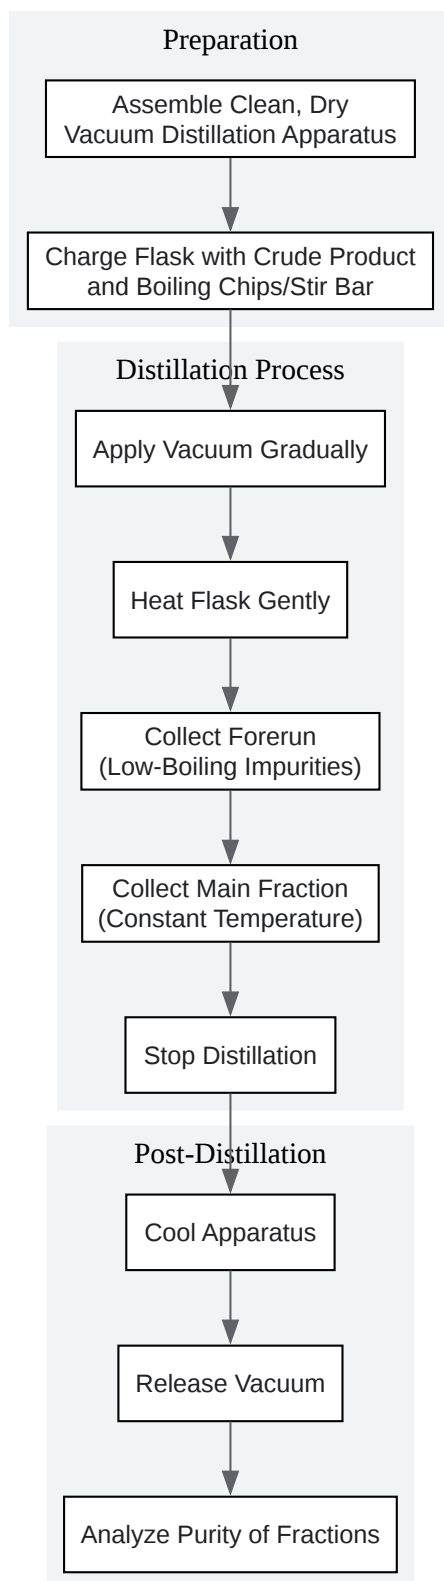 Preparation
Assemble Clean, Dry
Vacuum Distillation Apparatus
Charge Flask with Crude Product
and Boiling Chips/Stir Bar
Distillation Process
Apply Vacuum Gradually
Heat Flask Gently
Collect Forerun
(Low-Boiling Impurities)
Collect Main Fraction
(Constant Temperature)
Stop Distillation
Post-Distillation
Cool Apparatus
Release Vacuum
Analyze Purity of Fractions